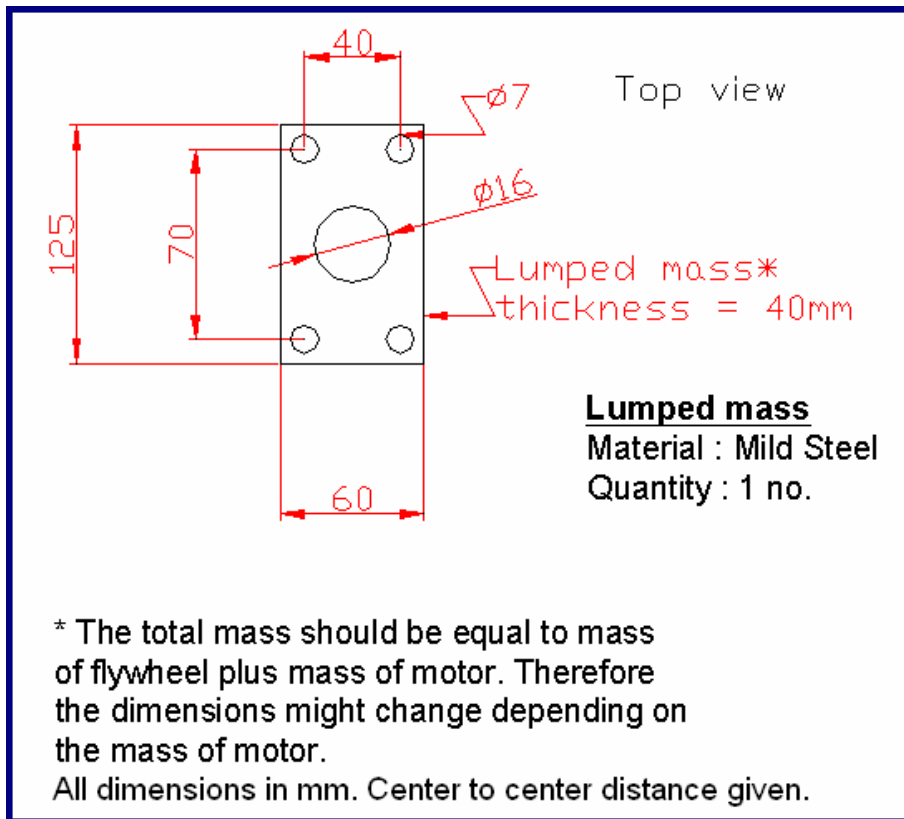 40
Top view
ø7
ø16
125
70
Lumped mass*
thickness = 40mm
Lumped mass
Material : Mild Steel
Quantity : 1 no.
60
* The total mass should be equal to mass
of flywheel plus mass of motor. Therefore
the dimensions might change depending on
the mass of motor.
All dimensions in mm. Center to center distance given.